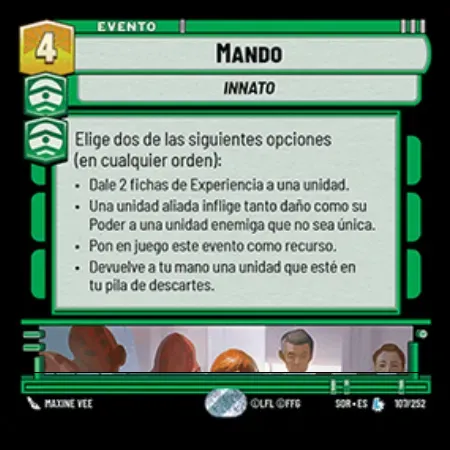 EVENTO
4
MANDO
INNATO
Elige dos de las siguientes opciones
(en cualquier orden):
• Dale 2 fichas de Experiencia a una unidad.
• Una unidad aliada inflige tanto daño como su
Poder a una unidad enemiga que no sea única.
• Pon en juego este evento como recurso.
• Devuelve a tu mano una unidad que esté en
tu pila de descartes.
MAXINE VEE
©LFL ©FFG
SOR • ES
107/252